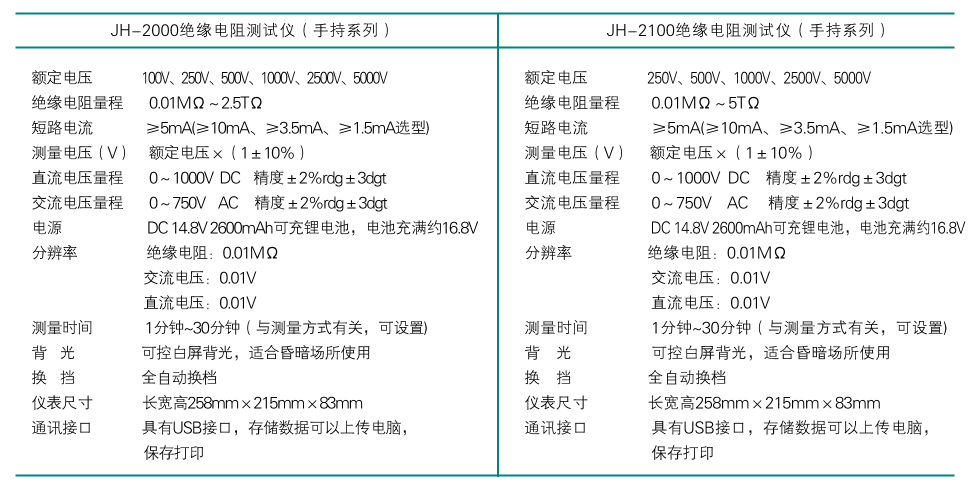 JH-2000绝缘电阻测试仪（手持系列）
额定电压 100V、250V、500V、1000V、2500V、5000V
绝缘电阻量程 0.01MΩ～2.5TΩ
短路电流 ≥5mA(≥10mA、≥3.5mA、≥1.5mA选型)
测量电压（V） 额定电压×（1±10%）
直流电压量程 0～1000V DC 精度±2%rdg±3dgt
交流电压量程 0～750V AC 精度±2%rdg±3dgt
电源 DC 14.8V 2600mAh可充锂电池，电池充满约16.8V
分辨率 绝缘电阻：0.01MΩ
交流电压：0.01V
直流电压：0.01V
测量时间 1分钟~30分钟（与测量方式有关，可设置)
背 光 可控白屏背光，适合昏暗场所使用
换 挡 全自动换档
仪表尺寸 长宽高258mm×215mm×83mm
通讯接口 具有USB接口，存储数据可以上传电脑，
保存打印
JH-2100绝缘电阻测试仪（手持系列）
额定电压 250V、500V、1000V、2500V、5000V
绝缘电阻量程 0.01MΩ～5TΩ
短路电流 ≥5mA(≥10mA、≥3.5mA、≥1.5mA选型)
测量电压（V） 额定电压×（1±10%）
直流电压量程 0～1000V DC 精度±2%rdg±3dgt
交流电压量程 0～750V AC 精度±2%rdg±3dgt
电源 DC 14.8V 2600mAh可充锂电池，电池充满约16.8V
分辨率 绝缘电阻：0.01MΩ
交流电压：0.01V
直流电压：0.01V
测量时间 1分钟~30分钟（与测量方式有关，可设置)
背 光 可控白屏背光，适合昏暗场所使用
换 挡 全自动换档
仪表尺寸 长宽高258mm×215mm×83mm
通讯接口 具有USB接口，存储数据可以上传电脑，
保存打印